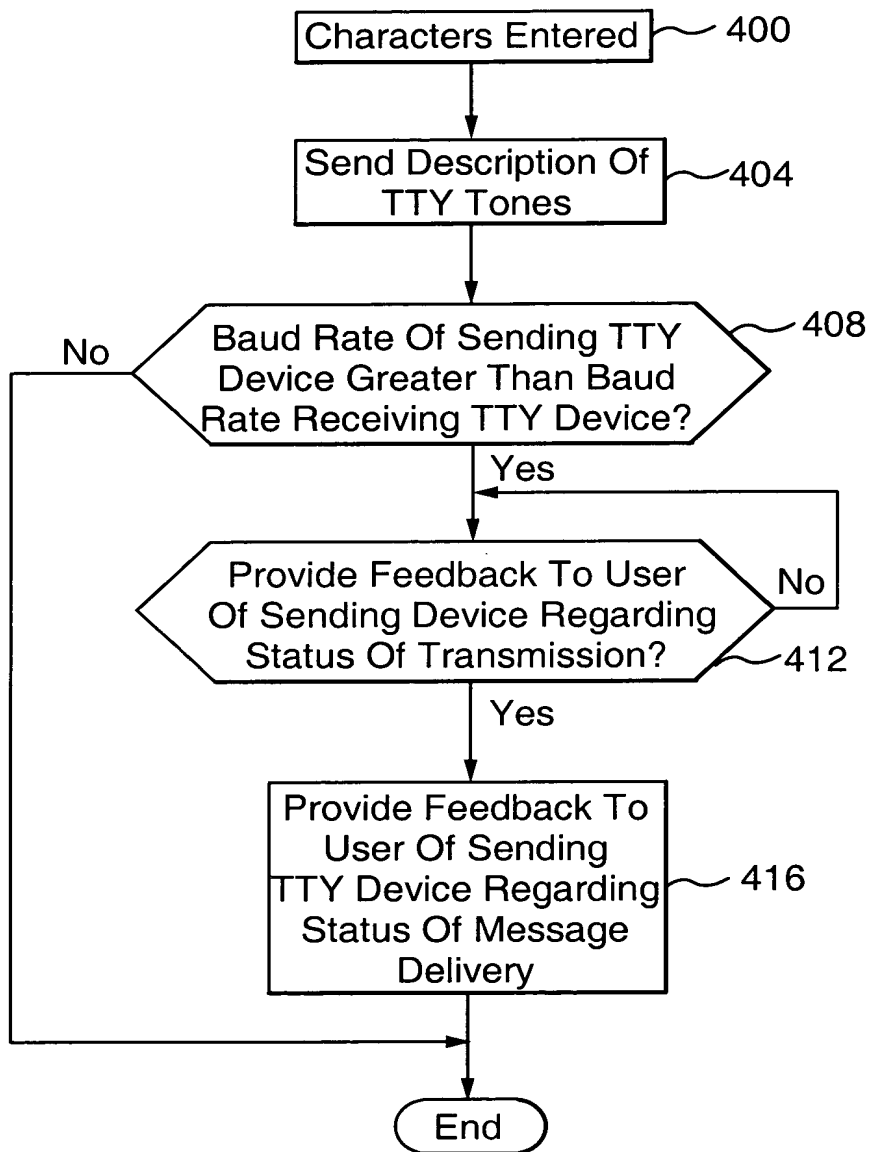 Characters Entered
400
Send Description Of
TTY Tones
404
Baud Rate Of Sending TTY
Device Greater Than Baud
Rate Receiving TTY Device?
408
No
Yes
Provide Feedback To User
Of Sending Device Regarding
Status Of Transmission?
No
412
Yes
Provide Feedback To
User Of Sending
TTY Device Regarding
Status Of Message
Delivery
416
End